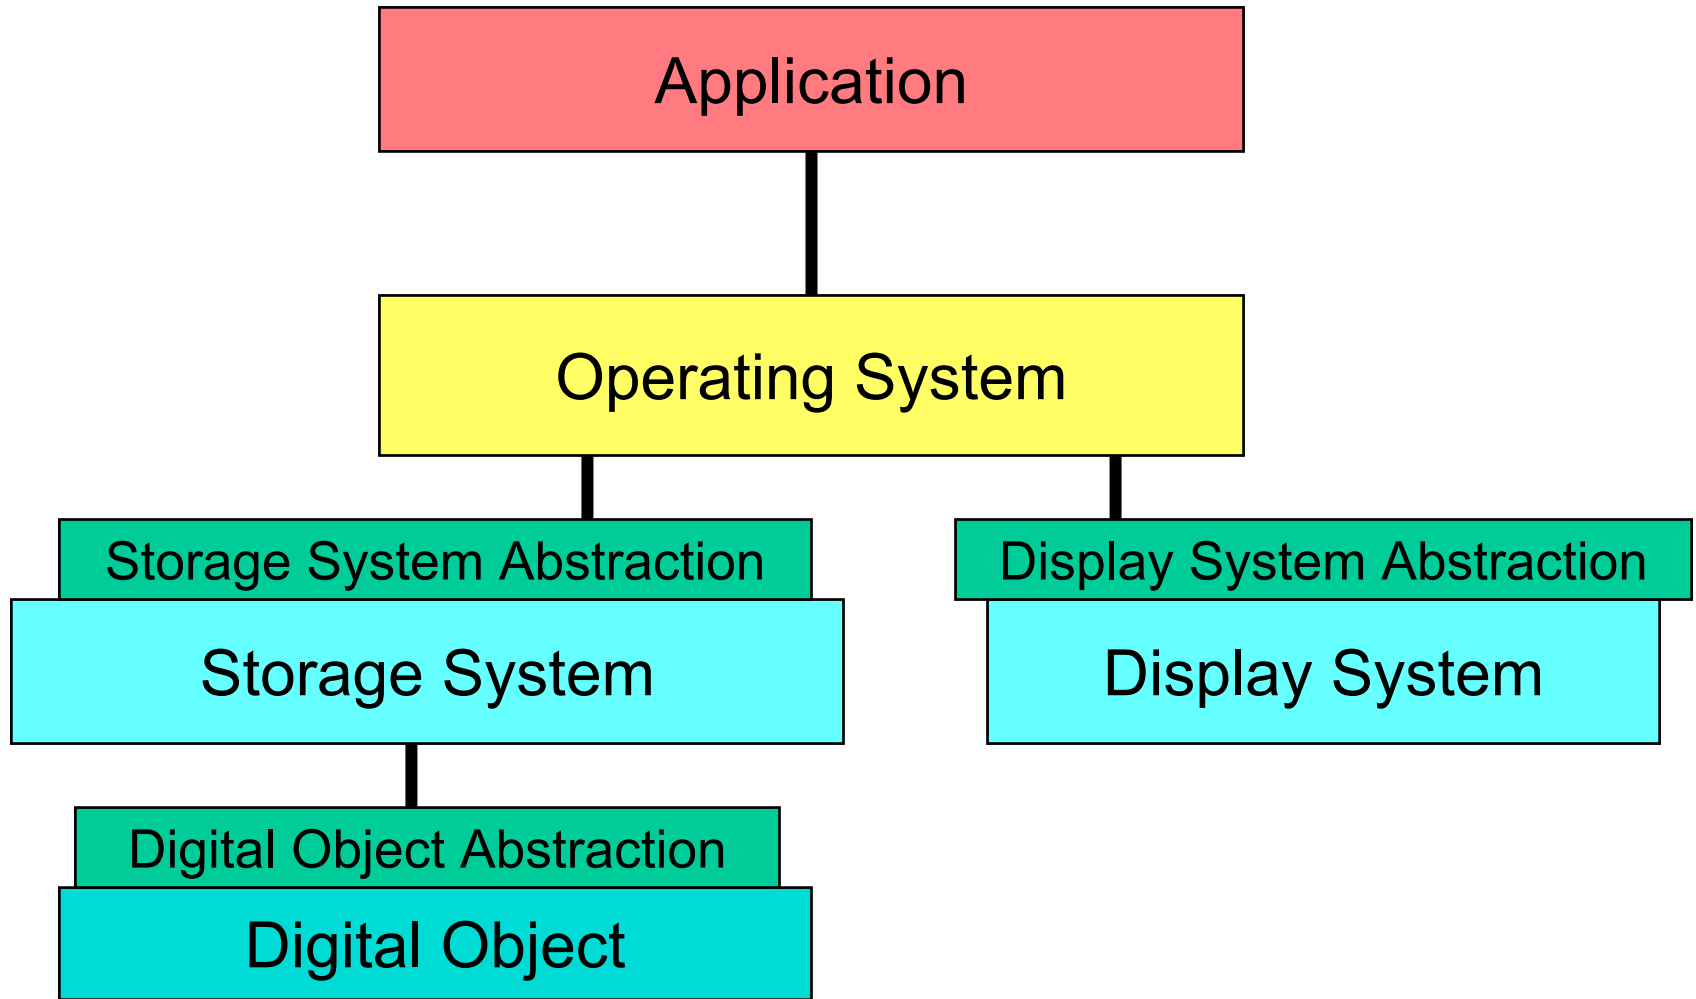 Application
Operating System
Storage System Abstraction
Display System Abstraction
Storage System
Display System
Digital Object Abstraction
Digital Object